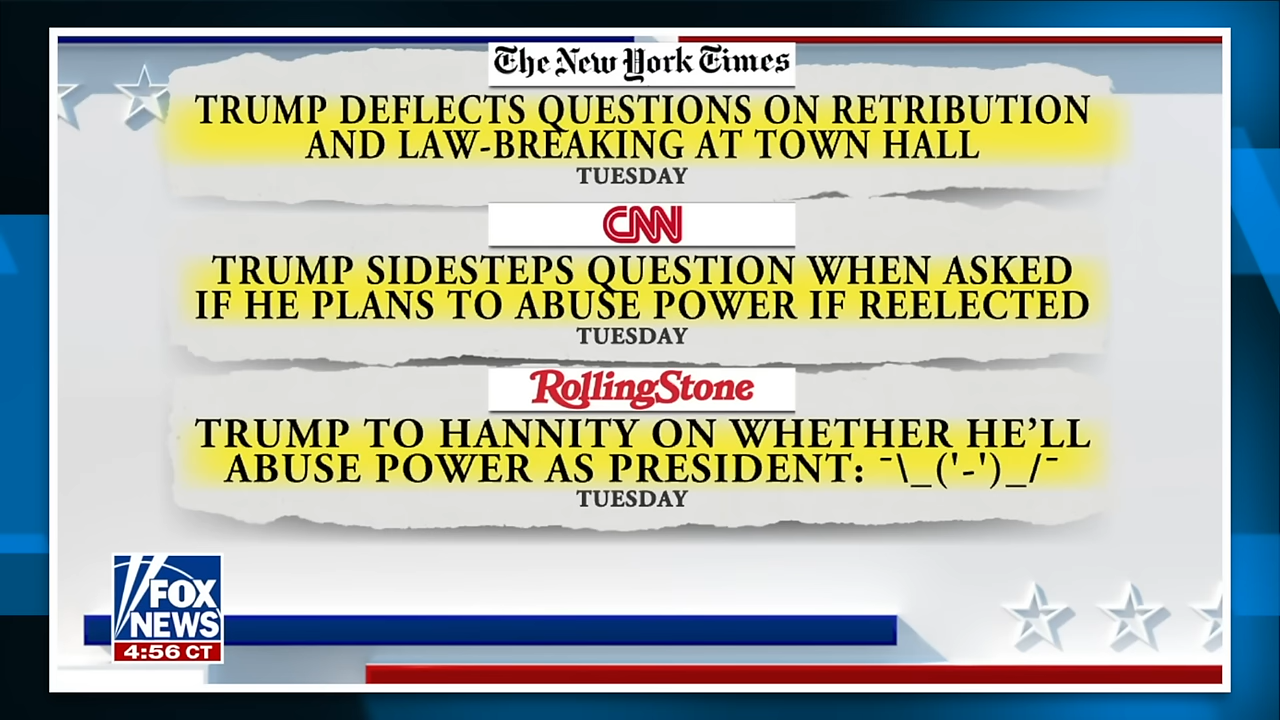 The New York Times
TRUMP DEFLECTS QUESTIONS ON RETRIBUTION
AND LAW-BREAKING AT TOWN HALL
TUESDAY
CNN
TRUMP SIDESTEPS QUESTION WHEN ASKED
IF HE PLANS TO ABUSE POWER IF REELECTED
TUESDAY
RollingStone
TRUMP TO HANNITY ON WHETHER HE'LL
ABUSE POWER AS PRESIDENT: ¯\_('-')_/¯
TUESDAY
FOX
NEWS
4:56 CT